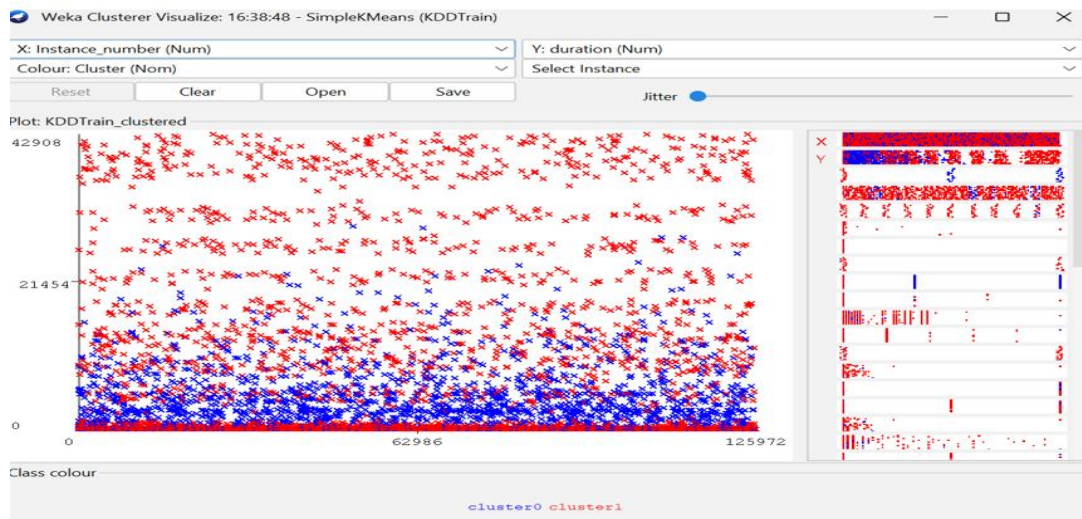 Weka Clusterer Visualize: 16:38:48 - SimpleKMeans (KDDTrain)
X: Instance_number (Num) Y: duration (Num)
Colour: Cluster (Nom) Select Instance
Reset Clear Open Save Jitter
Plot: KDDTrain_clustered
42908
21454
0
0 62986 125972
X
Y
Class colour
cluster0 cluster1